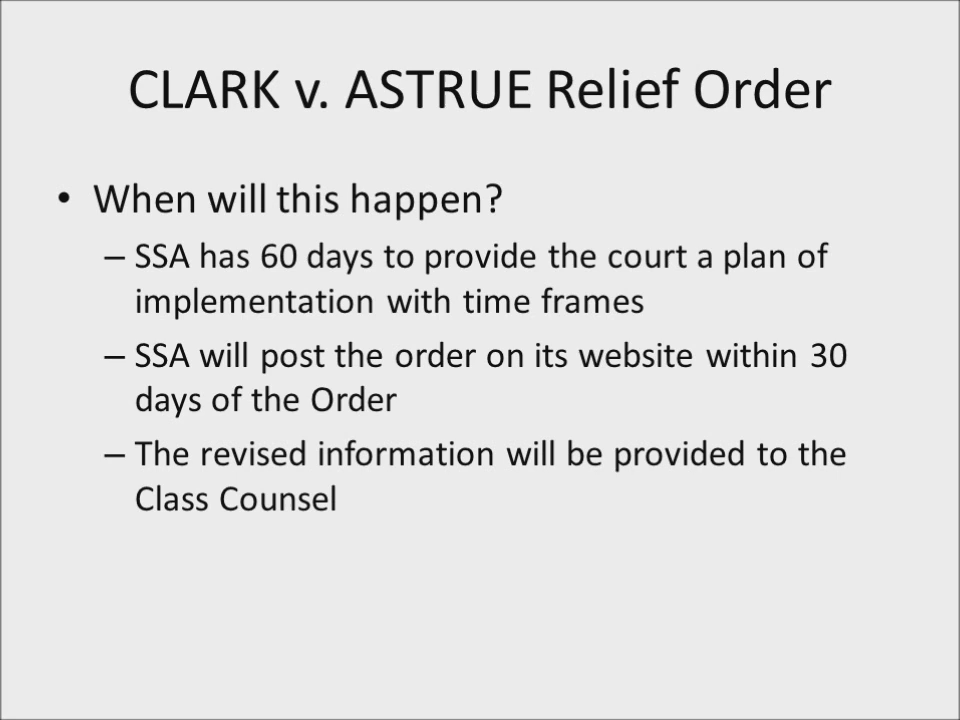 CLARK v. ASTRUE Relief Order
• When will this happen?
– SSA has 60 days to provide the court a plan of
implementation with time frames
– SSA will post the order on its website within 30
days of the Order
– The revised information will be provided to the
Class Counsel